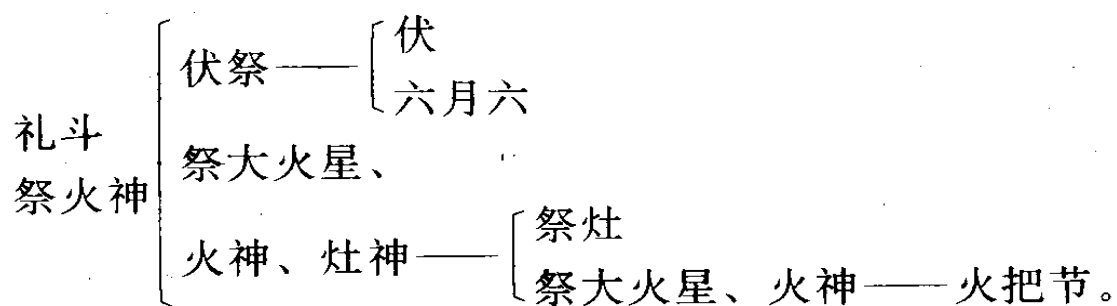 伏
伏祭——
六月六
礼斗
祭大火星、
祭火神
祭灶
火神、灶神——
祭大火星、火神——火把节。